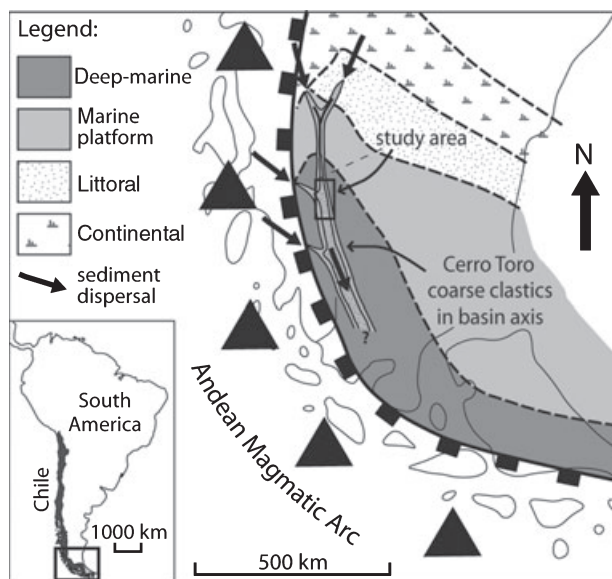 Legend:
Deep-marine
Marine
platform
Littoral
Continental
sediment
dispersal
study area
N
Cerro Toro
coarse clastics
in basin axis
?
Andean Magmatic Arc
South
America
Chile
1000 km
500 km